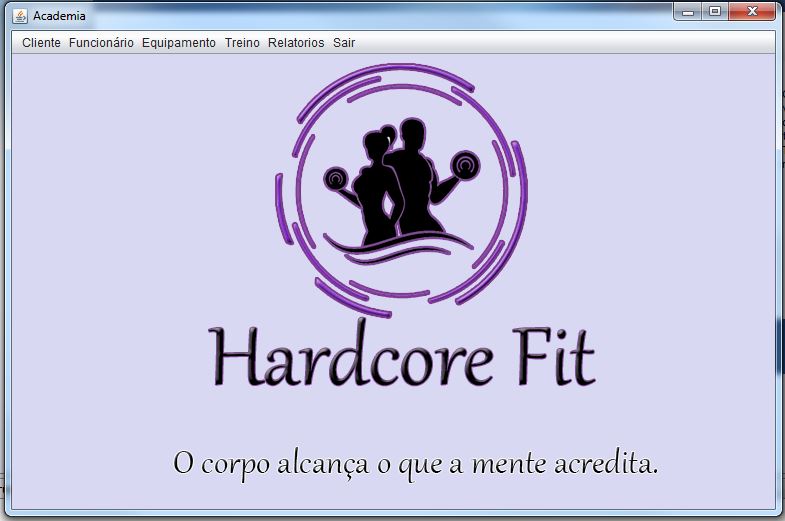 Academia
Cliente Funcionário Equipamento Treino Relatorios Sair
Hardcore Fit
O corpo alcança o que a mente acredita.